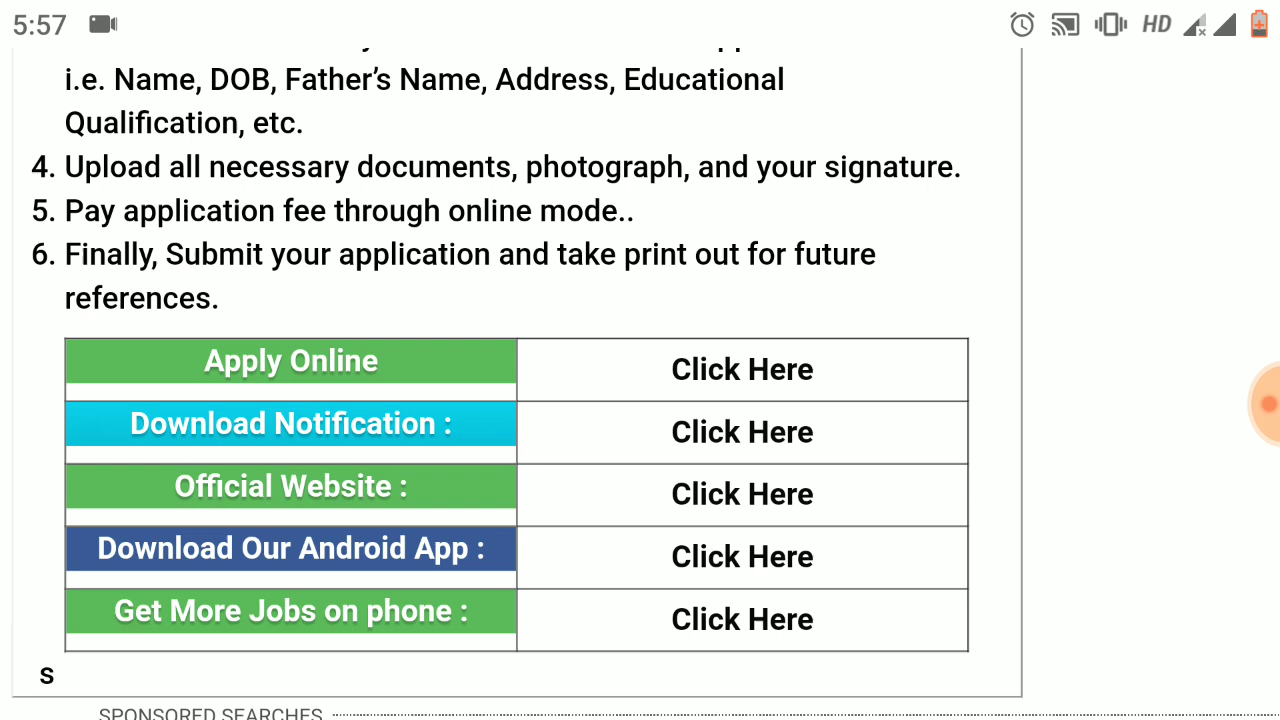 5:57 HD
i.e. Name, DOB, Father’s Name, Address, Educational
Qualification, etc.
4. Upload all necessary documents, photograph, and your signature.
5. Pay application fee through online mode..
6. Finally, Submit your application and take print out for future
references.
Apply Online Click Here
Download Notification : Click Here
Official Website : Click Here
Download Our Android App : Click Here
Get More Jobs on phone : Click Here
s
SPONSORED SEARCHES